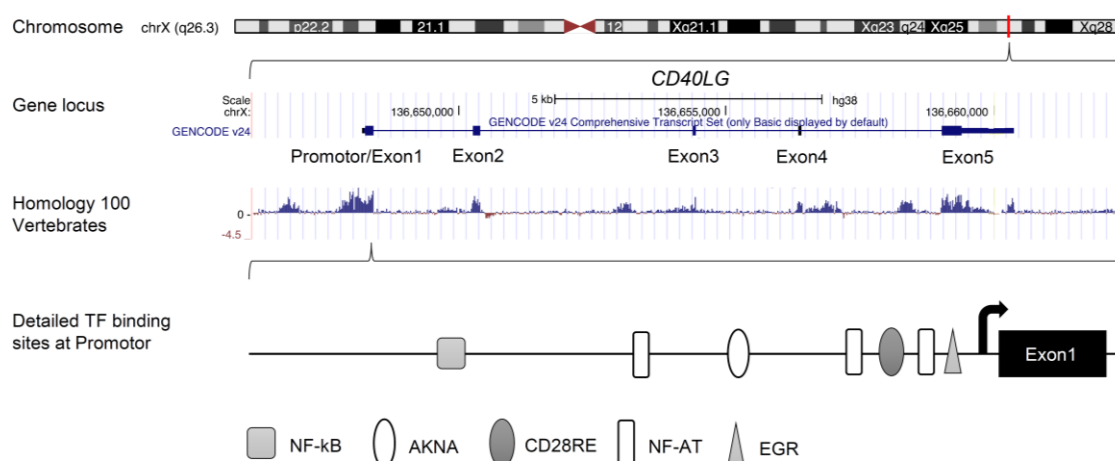 Chromosome chrX (q26.3) p22.2 21.1 12 Xq21.1 Xq23 q24 Xq25 Xq28
CD40LG
Gene locus
Scale 5 kb hg38
chrX: 136,650,000 136,655,000 136,660,000
GENCODE v24 Comprehensive Transcript Set (only Basic displayed by default)
GENCODE v24
Promotor/Exon1 Exon2 Exon3 Exon4 Exon5
Homology 100
Vertebrates
0 -
-4.5
Detailed TF binding
sites at Promotor
Exon1
NF-kB AKNA CD28RE NF-AT EGR